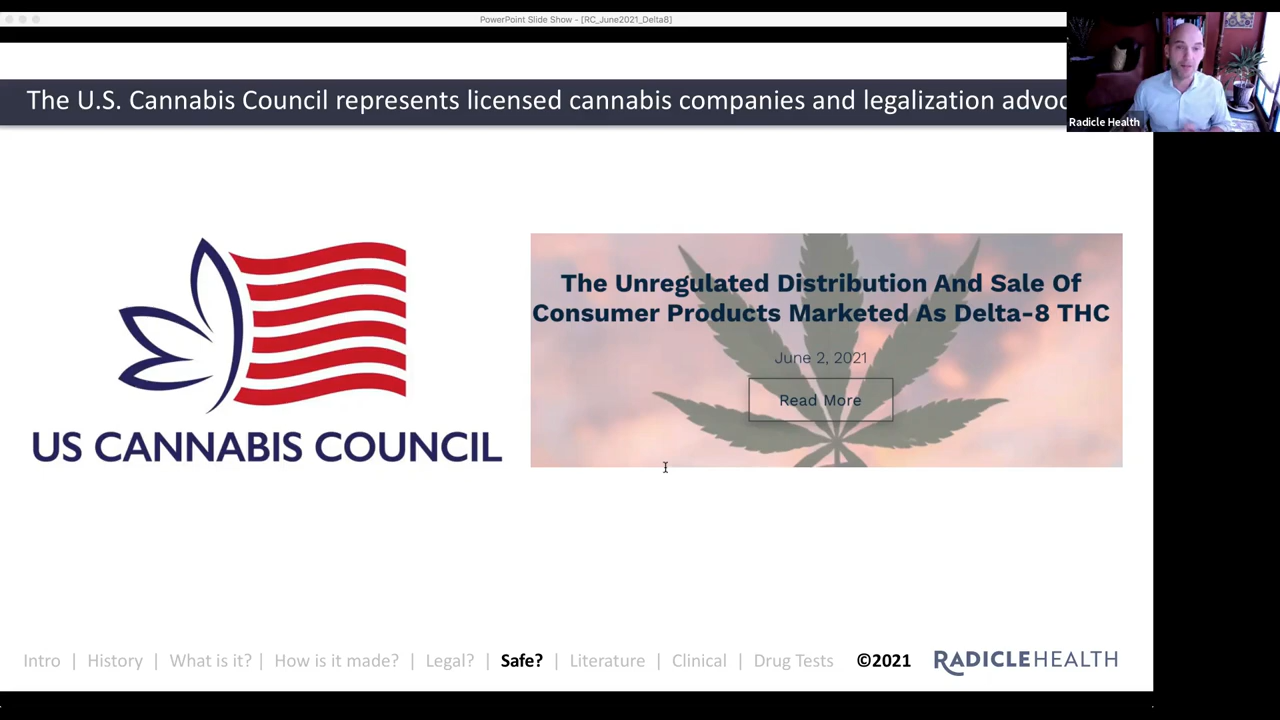 PowerPoint Slide Show - [RC_June2021_Delta8]
The U.S. Cannabis Council represents licensed cannabis companies and legalization advoc
Radicle Health
The Unregulated Distribution And Sale Of
Consumer Products Marketed As Delta-8 THC
June 2, 2021
Read More
US CANNABIS COUNCIL
Intro | History | What is it? | How is it made? | Legal? | Safe? | Literature | Clinical | Drug Tests ©2021 RADICLEHEALTH